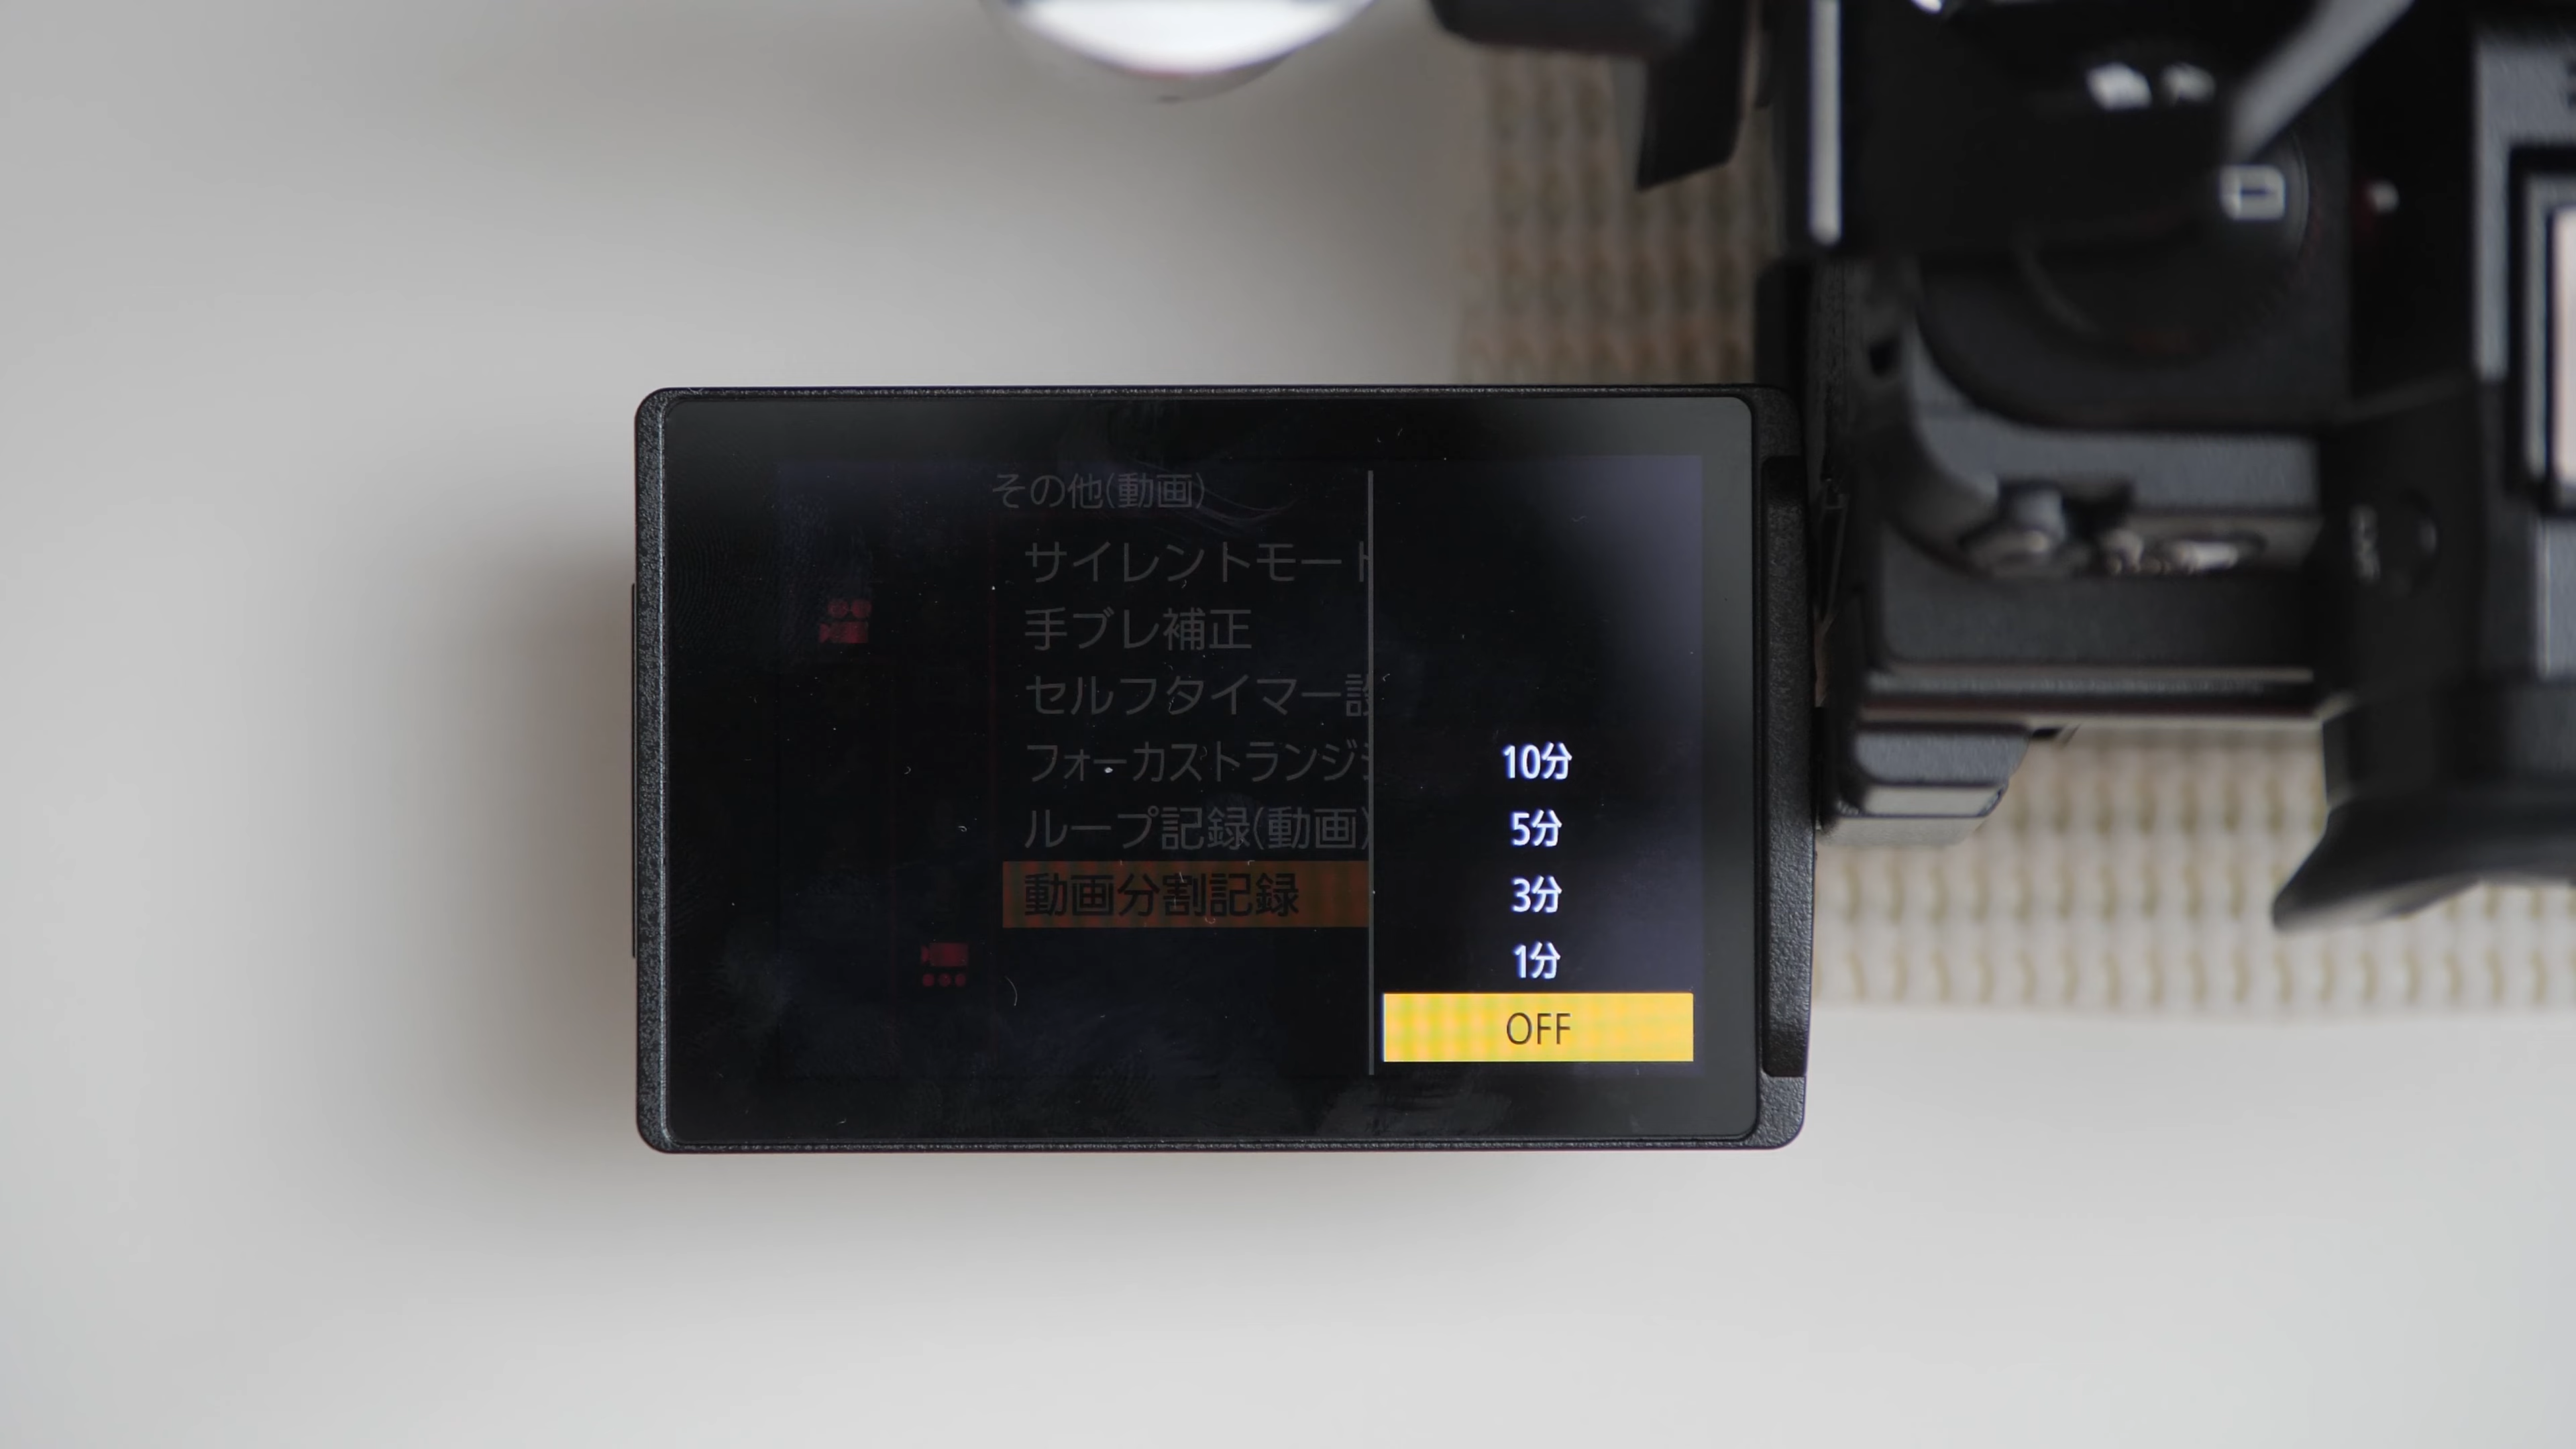 その他(動画)
サイレントモード
手ブレ補正
セルフタイマー設
フォーカストランジシ
ループ記録(動画)
動画分割記録
10分
5分
3分
1分
OFF